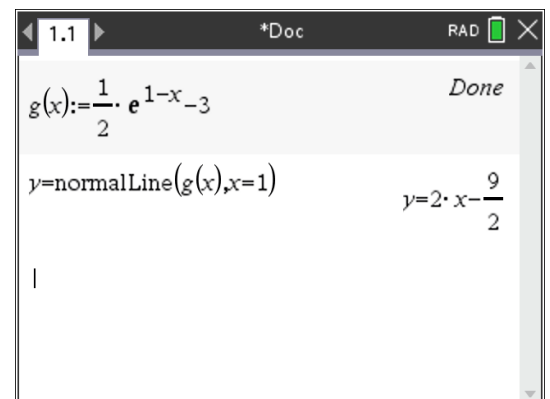 1.1 *Doc RAD
g(x):=1/2· e^1−x−3 Done
y=normalLine(g(x),x=1) y=2· x−9/2